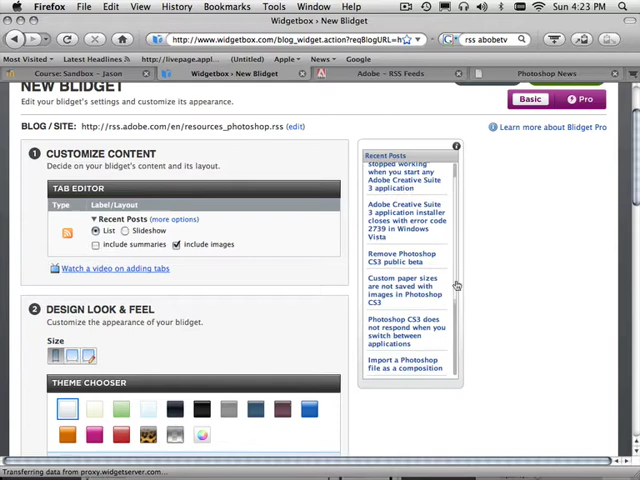 Firefox File Edit View History Bookmarks Tools Window Help Sun 4:23 PM
Widgetbox › New Blidget
http://www.widgetbox.com/blog_widget.action?reqBlogURL=h
rss abobetv
Most Visited Latest Headlines http://livepage.appl... (Untitled) Apple News Google
Course: Sandbox - Jason
Widgetbox › New Blidget
Adobe - RSS Feeds
Photoshop News
NEW BLIDGET
Edit your blidget's settings and customize its appearance.
Basic Pro
BLOG / SITE: http://rss.adobe.com/en/resources_photoshop.rss (edit)
Learn more about Blidget Pro
1 CUSTOMIZE CONTENT
Decide on your blidget's content and its layout.
TAB EDITOR
Type Label/Layout
Recent Posts (more options)
List Slideshow
include summaries include images
Watch a video on adding tabs
2 DESIGN LOOK & FEEL
Customize the appearance of your blidget.
Size
THEME CHOOSER
Recent Posts
stopped working
when you start any
Adobe Creative Suite
3 application
Adobe Creative Suite
3 application installer
closes with error code
2739 in Windows
Vista
Remove Photoshop
CS3 public beta
Custom paper sizes
are not saved with
images in Photoshop
CS3
Photoshop CS3 does
not respond when you
switch between
applications
Import a Photoshop
file as a composition
Transferring data from proxy.widgetserver.com...